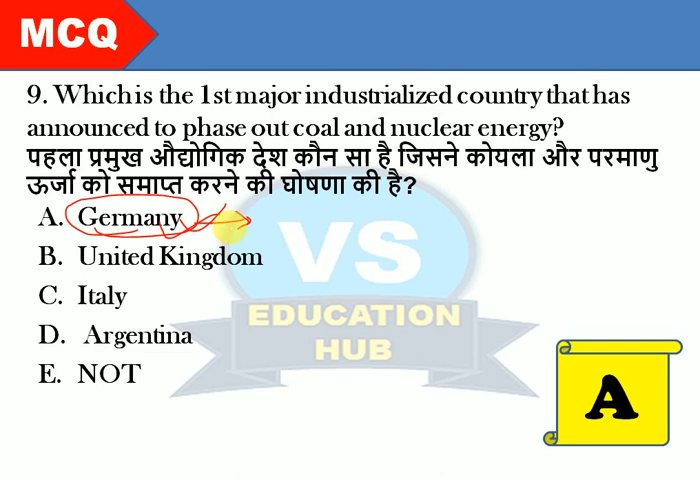 MCQ
9. Which is the 1st major industrialized country that has
announced to phase out coal and nuclear energy?
पहला प्रमुख औद्योगिक देश कौन सा है जिसने कोयला और परमाणु
ऊर्जा को समाप्त करने की घोषणा की है?
A. Germany
B. United Kingdom
C. Italy
D. Argentina
E. NOT
VS
EDUCATION
HUB
A